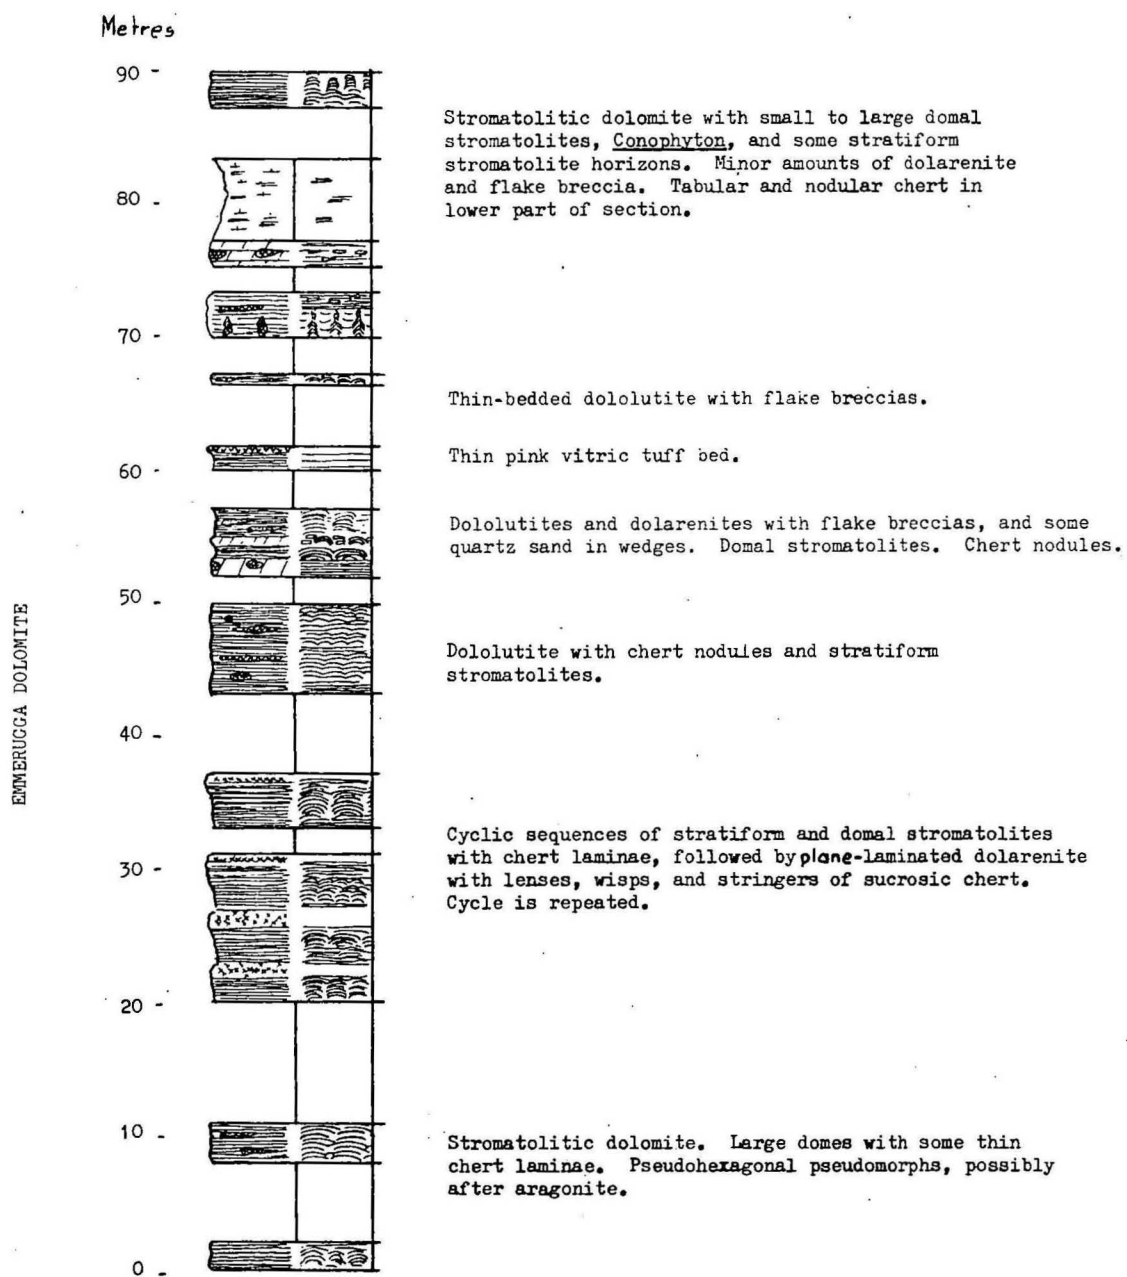 Metres
90 -
Stromatolitic dolomite with small to large domal
stromatolites, Conophyton, and some stratiform
stromatolite horizons. Minor amounts of dolarenite
and flake breccia. Tabular and nodular chert in
lower part of section.
80 -
70 -
Thin-bedded dololutite with flake breccias.
Thin pink vitric tuff bed.
60 -
Dololutites and dolarenites with flake breccias, and some
quartz sand in wedges. Domal stromatolites. Chert nodules.
50 -
EMMERUGGA DOLOMITE
Dololutite with chert nodules and stratiform
stromatolites.
40 -
Cyclic sequences of stratiform and domal stromatolites
with chert laminae, followed by plane-laminated dolarenite
with lenses, wisps, and stringers of sucrosic chert.
Cycle is repeated.
30 -
20 -
10 -
Stromatolitic dolomite. Large domes with some thin
chert laminae. Pseudohexagonal pseudomorphs, possibly
after aragonite.
0 -